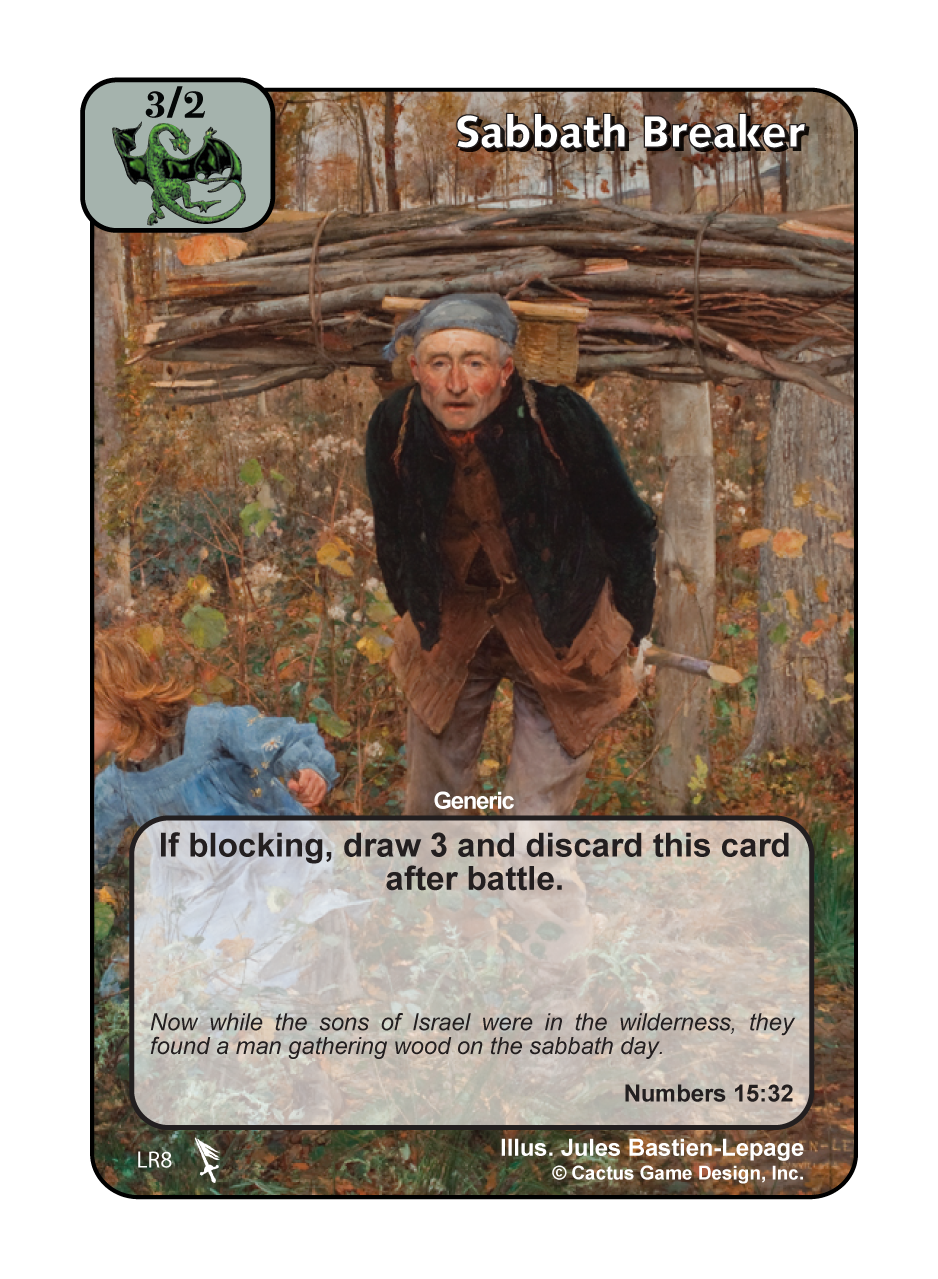 3/2
Sabbath Breaker
Generic
If blocking, draw 3 and discard this card
after battle.
Now while the sons of Israel were in the wilderness, they
found a man gathering wood on the sabbath day.
Numbers 15:32
LR8
Illus. Jules Bastien-Lepage
© Cactus Game Design, Inc.